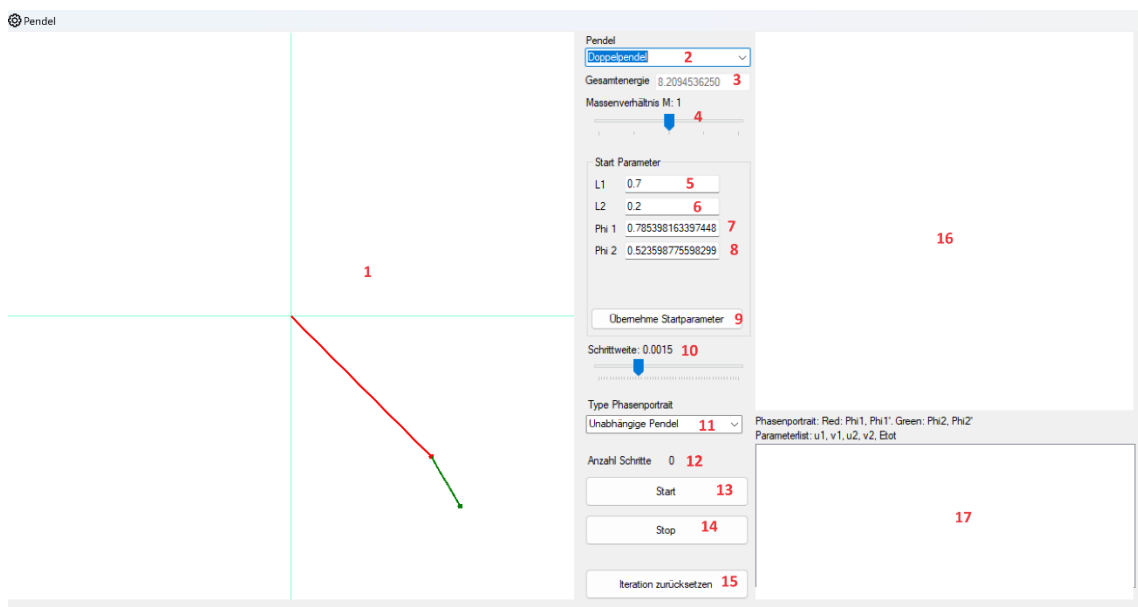 Pendel
1
Pendel
Doppelpendel 2
Gesamtenergie 8.2094536250 3
Massenverhältnis M: 1
4
Start Parameter
L1 0.7 5
L2 0.2 6
Phi 1 0.785398163397448 7
Phi 2 0.523598775598299 8
Übernehme Startparameter 9
Schrittweite: 0.0015 10
Type Phasenportrait
Unabhängige Pendel 11
Anzahl Schritte 0 12
Start 13
Stop 14
Iteration zurücksetzen 15
16
Phasenportrait: Red: Phi1, Phi1'. Green: Phi2, Phi2'
Parameterlist: u1, v1, u2, v2, Etot
17